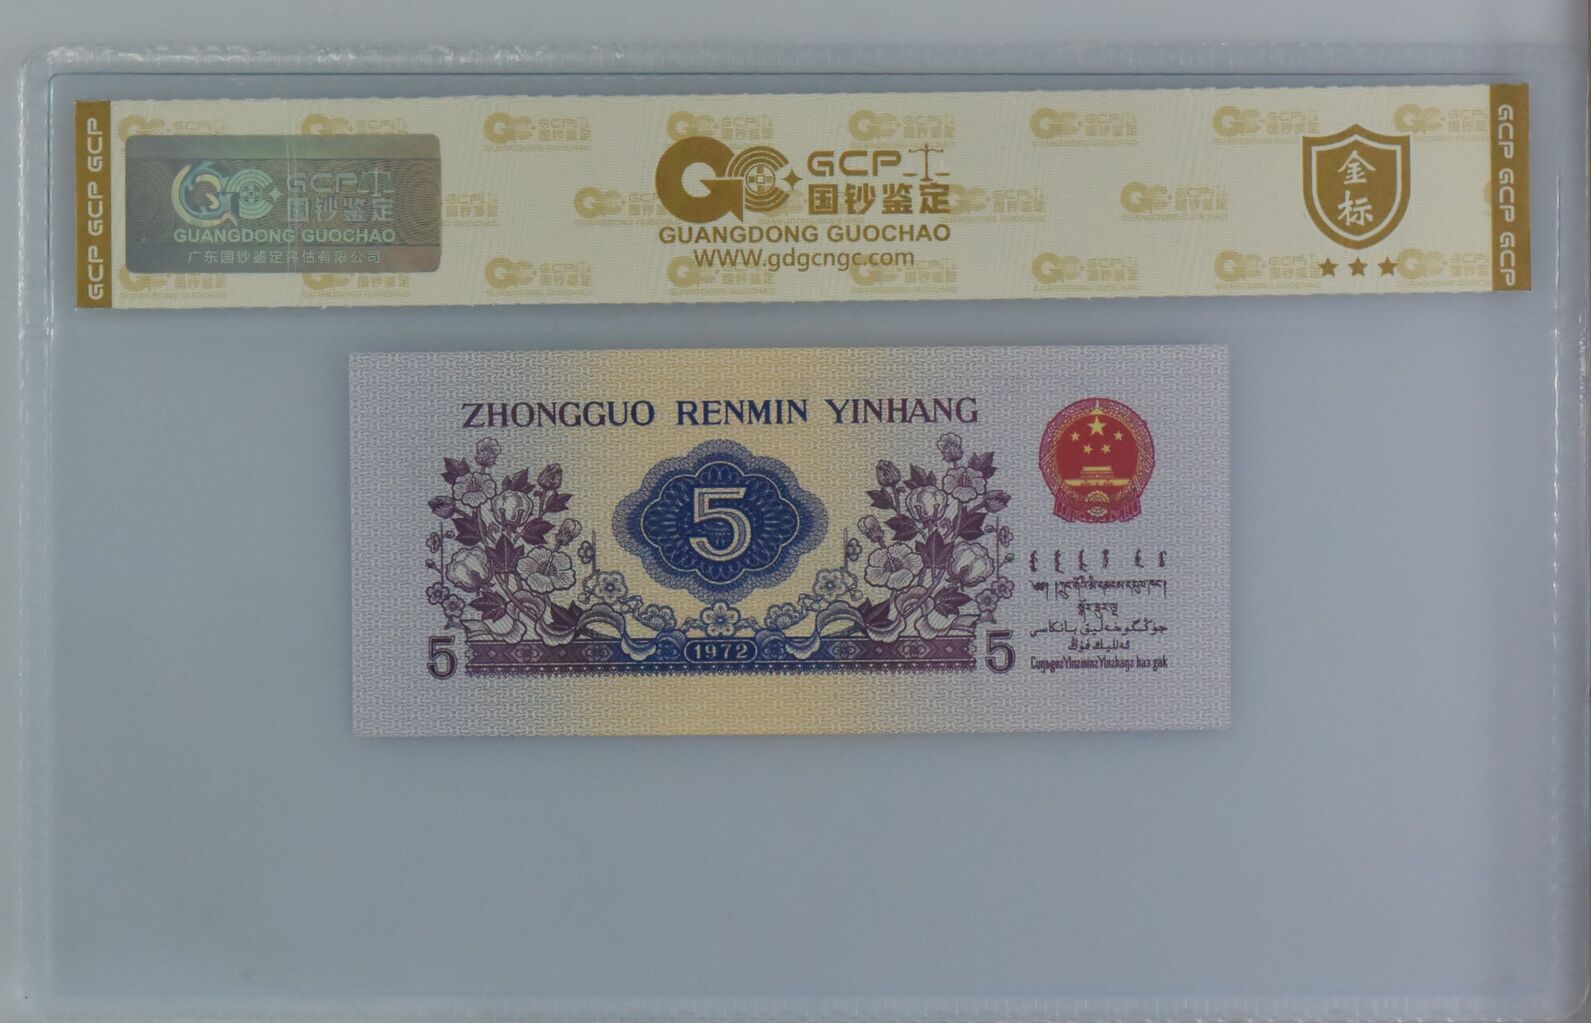 GCP GCP GCP
GCP
国钞鉴定
GUANGDONG GUOCHAO
广东国钞鉴定评估有限公司
GCP
国钞鉴定
GUANGDONG GUOCHAO
WWW.gdgcngc.com
金标
GCP GCP GCP
ZHONGGUO RENMIN YINHANG
5
1972
5
5